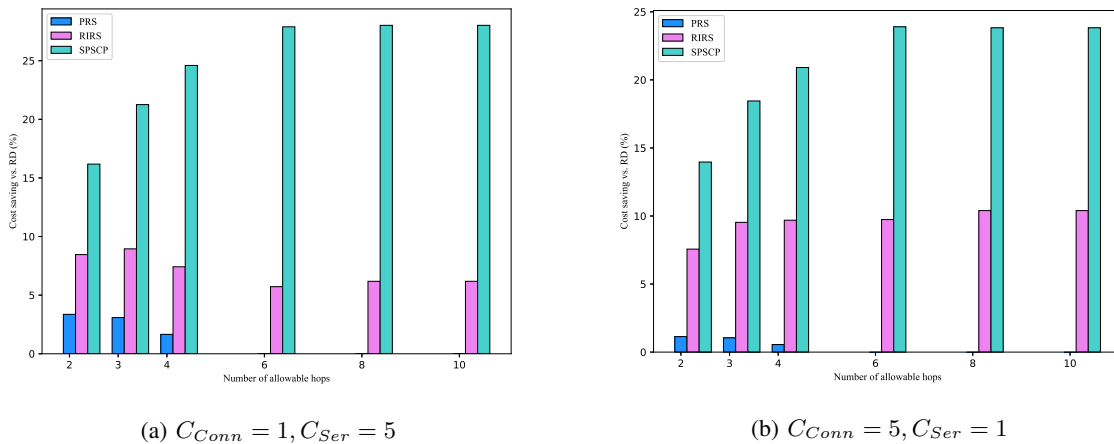 PRS
RIRS
SPSCP
25
20
15
10
5
0
Cost saving vs. RD (%)
2 3 4 6 8 10
Number of allowable hops
(a) C_{Conn} = 1, C_{Ser} = 5
PRS
RIRS
SPSCP
25
20
15
10
5
0
Cost saving vs. RD (%)
2 3 4 6 8 10
Number of allowable hops
(b) C_{Conn} = 5, C_{Ser} = 1